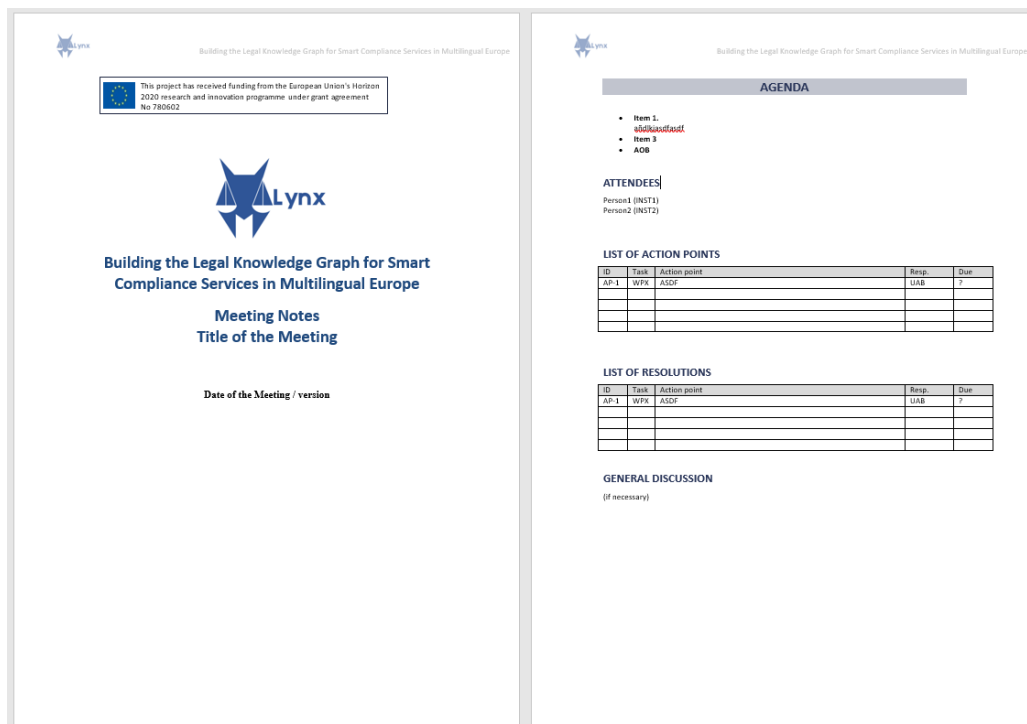 Lynx
Building the Legal Knowledge Graph for Smart Compliance Services in Multilingual Europe
This project has received funding from the European Union's Horizon
2020 research and innovation programme under grant agreement
No 780602
Lynx
Building the Legal Knowledge Graph for Smart
Compliance Services in Multilingual Europe
Meeting Notes
Title of the Meeting
Date of the Meeting / version
Lynx
Building the Legal Knowledge Graph for Smart Compliance Services in Multilingual Europe
AGENDA
• Item 1.
añdlkjasdfasdf
• Item 3
• AOB
ATTENDEES
Person1 (INST1)
Person2 (INST2)
LIST OF ACTION POINTS
ID Task Action point Resp. Due
AP-1 WPX ASDF UAB ?
LIST OF RESOLUTIONS
ID Task Action point Resp. Due
AP-1 WPX ASDF UAB ?
GENERAL DISCUSSION
(if necessary)